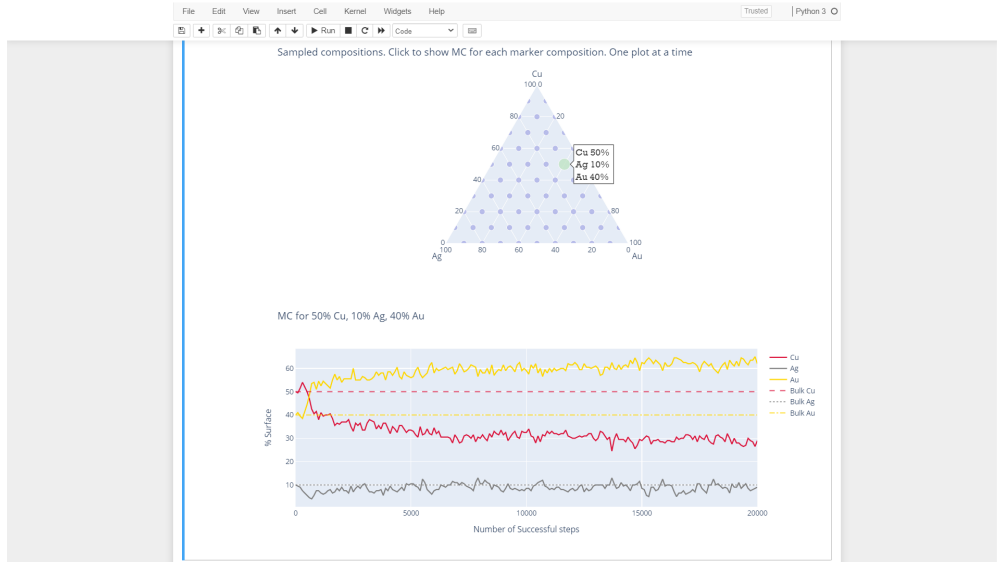 File Edit View Insert Cell Kernel Widgets Help Trusted Python 3
Run Code
Sampled compositions. Click to show MC for each marker composition. One plot at a time
Cu
100 0
80 20
60
Cu 50%
Ag 10%
Au 40%
40
20 80
0 100
100 80 60 40 20 0
Ag Au
MC for 50% Cu, 10% Ag, 40% Au
% Surface
60
50
40
30
20
10
0 5000 10000 15000 20000
Number of Successful steps
Cu
Ag
Au
Bulk Cu
Bulk Ag
Bulk Au